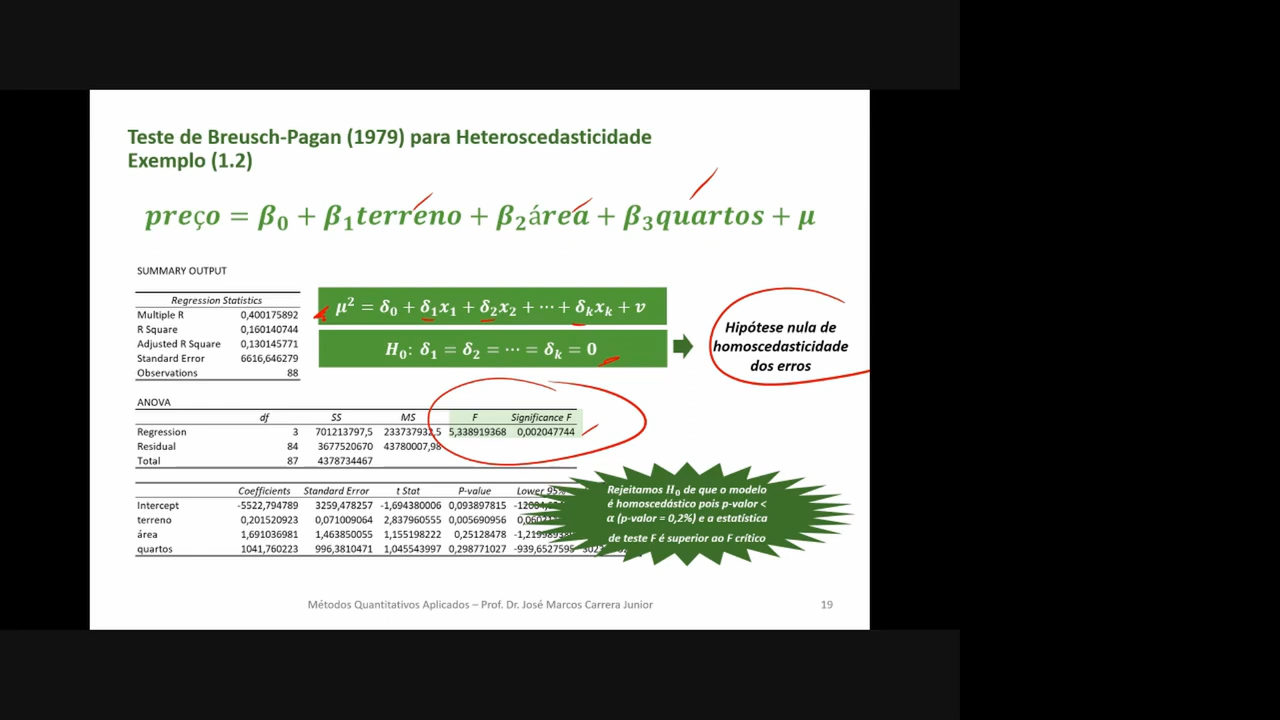 Teste de Breusch-Pagan (1979) para Heteroscedasticidade
Exemplo (1.2)
preço = β₀ + β₁terreno + β₂área + β₃quartos + μ
SUMMARY OUTPUT
Regression Statistics
Multiple R 0,400175892
R Square 0,160140744
Adjusted R Square 0,130145771
Standard Error 6616,646279
Observations 88
μ² = δ₀ + δ₁x₁ + δ₂x₂ + ⋯ + δₖxₖ + v
H₀: δ₁ = δ₂ = ⋯ = δₖ = 0
Hipótese nula de
homoscedasticidade
dos erros
ANOVA
df SS MS F Significance F
Regression 3 701213797,5 233737932,5 5,338919368 0,002047744
Residual 84 3677520670 43780007,98
Total 87 4378734467
Coefficients Standard Error t Stat P-value Lower 95%
Intercept -5522,794789 3259,478257 -1,694380006 0,093897815
terreno 0,201520923 0,071009064 2,837960555 0,005690956
área 1,691036981 1,463850055 1,155198222 0,25128478
quartos 1041,760223 996,3810471 1,045543997 0,298771027 -939,6527595
Rejeitamos H₀ de que o modelo
é homoscedástico pois p-valor <
α (p-valor = 0,2%) e a estatística
de teste F é superior ao F crítico
Métodos Quantitativos Aplicados – Prof. Dr. José Marcos Carrera Junior 19